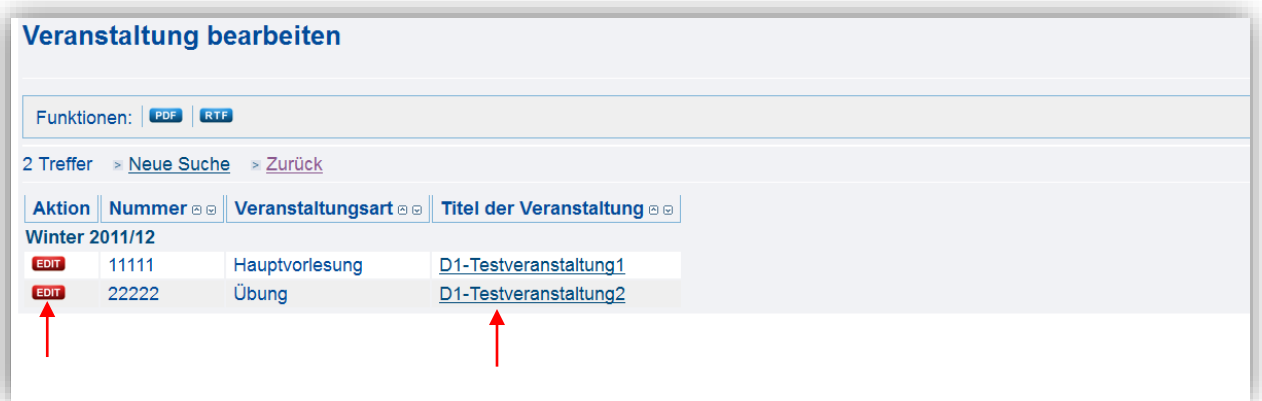 Veranstaltung bearbeiten
Funktionen: PDF RTF
2 Treffer Neue Suche Zurück
Aktion Nummer Veranstaltungsart Titel der Veranstaltung
Winter 2011/12
EDIT 11111 Hauptvorlesung D1-Testveranstaltung1
EDIT 22222 Übung D1-Testveranstaltung2